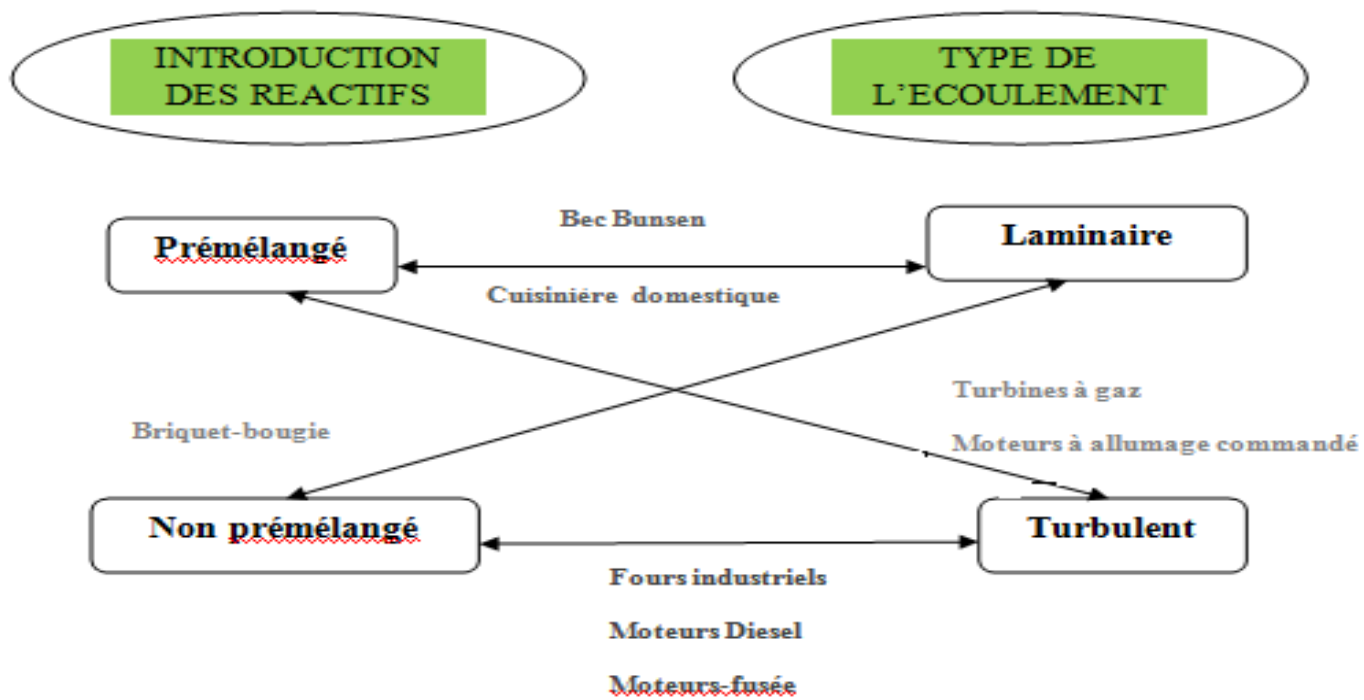 INTRODUCTION
DES REACTIFS
TYPE DE
L'ECOULEMENT
Bec Bunsen
Prémélangé
Laminaire
Cuisiniére domestique
Turbines à gaz
Briquet-bougie
Moteurs à allumage commandé
Non prémélangé
Turbulent
Fours industriels
Moteurs Diesel
Moteurs-fusée